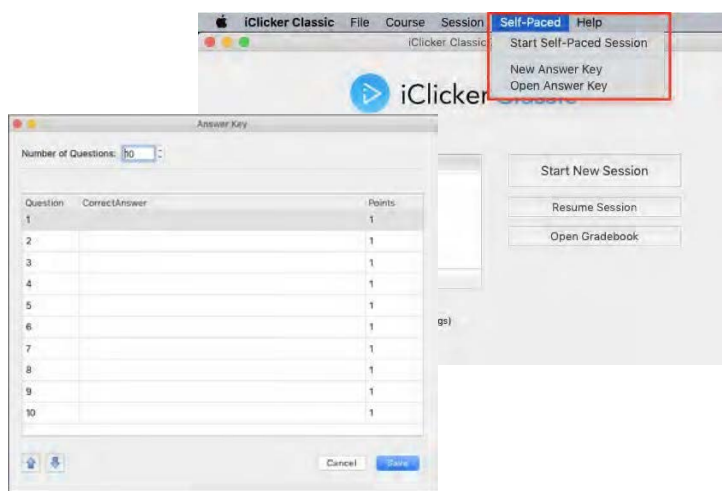 iClicker Classic File Course Session Self-Paced Help
iClicker Classic
Start Self-Paced Session
New Answer Key
Open Answer Key
iClicker Classic
Start New Session
Resume Session
Open Gradebook
gs)
Answer Key
Number of Questions: 10
Question CorrectAnswer Points
1 1
2 1
3 1
4 1
5 1
6 1
7 1
8 1
9 1
10 1
Cancel Save